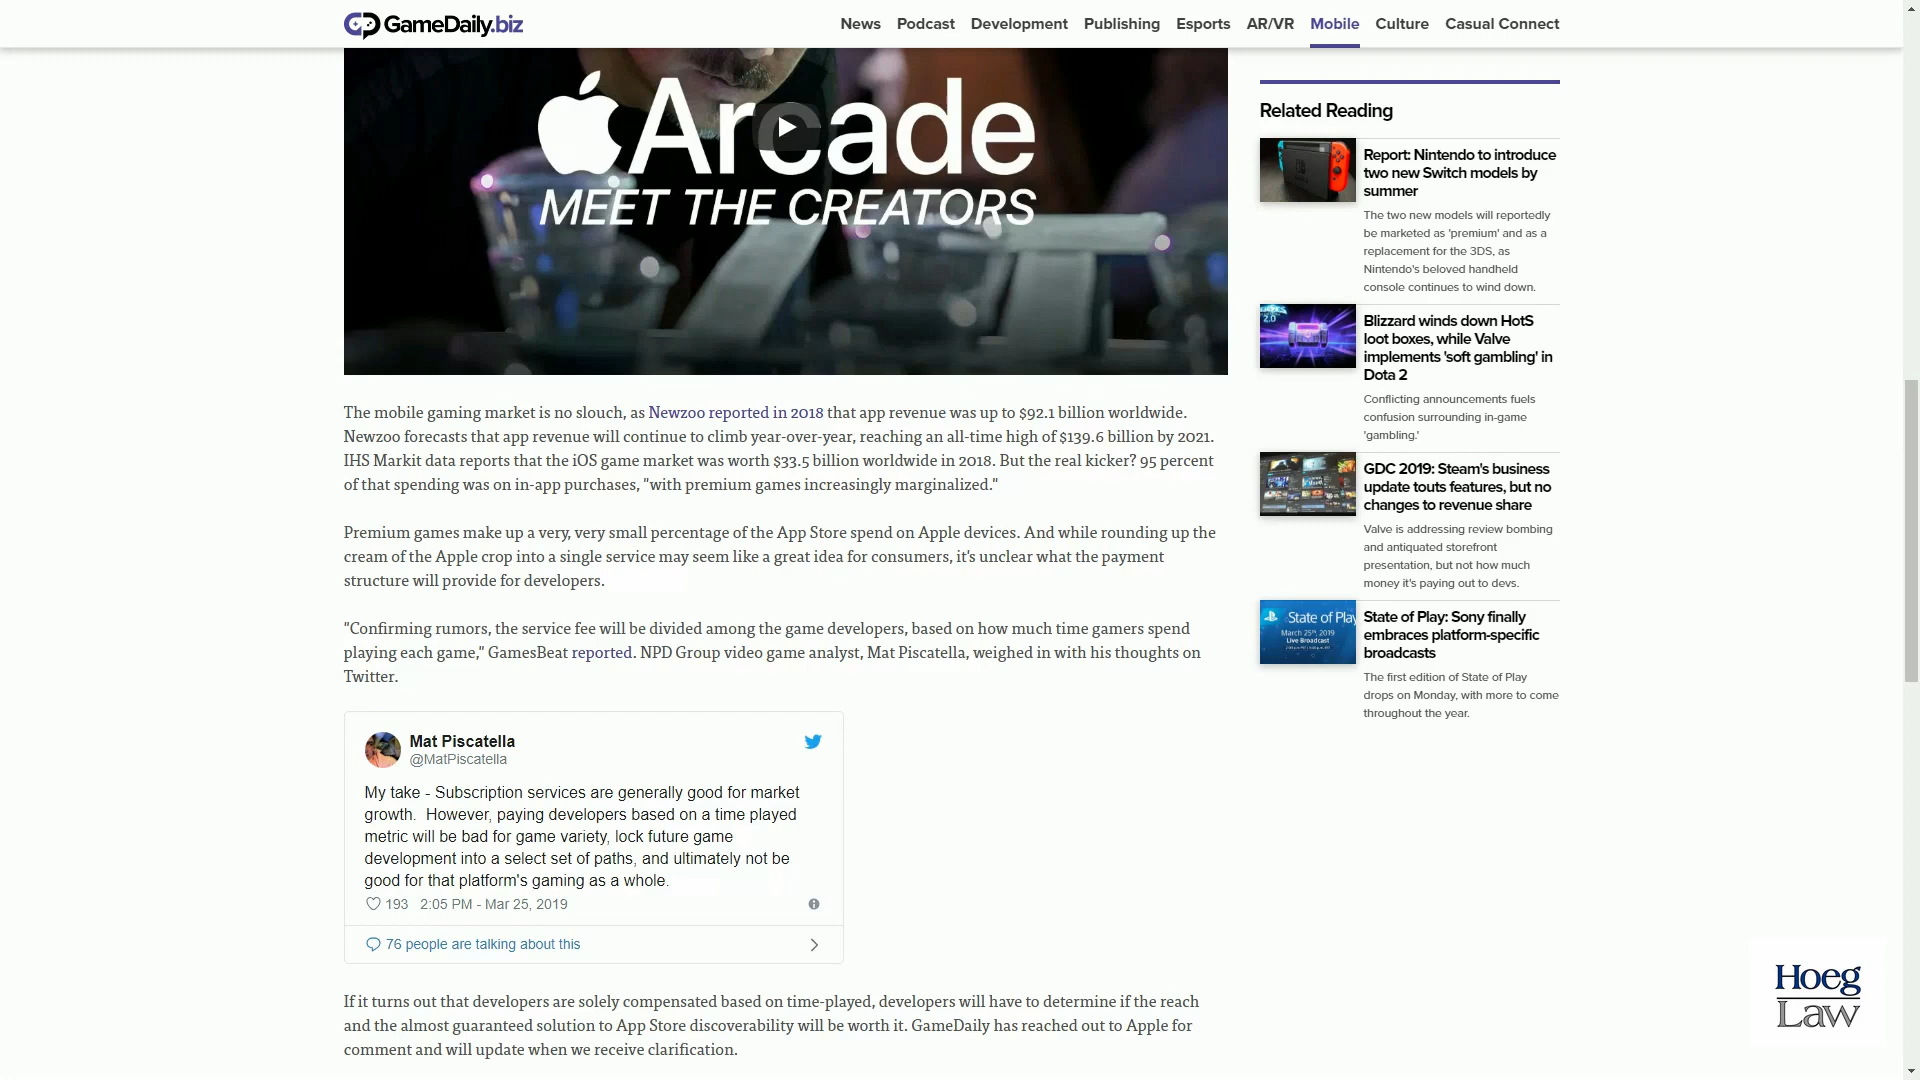 GameDaily.biz
News Podcast Development Publishing Esports AR/VR Mobile Culture Casual Connect
Arcade
MEET THE CREATORS
The mobile gaming market is no slouch, as Newzoo reported in 2018 that app revenue was up to $92.1 billion worldwide.
Newzoo forecasts that app revenue will continue to climb year-over-year, reaching an all-time high of $139.6 billion by 2021.
IHS Markit data reports that the iOS game market was worth $33.5 billion worldwide in 2018. But the real kicker? 95 percent
of that spending was on in-app purchases, "with premium games increasingly marginalized."
Premium games make up a very, very small percentage of the App Store spend on Apple devices. And while rounding up the
cream of the Apple crop into a single service may seem like a great idea for consumers, it's unclear what the payment
structure will provide for developers.
"Confirming rumors, the service fee will be divided among the game developers, based on how much time gamers spend
playing each game," GamesBeat reported. NPD Group video game analyst, Mat Piscatella, weighed in with his thoughts on
Twitter.
Mat Piscatella
@MatPiscatella
My take - Subscription services are generally good for market
growth.  However, paying developers based on a time played
metric will be bad for game variety, lock future game
development into a select set of paths, and ultimately not be
good for that platform's gaming as a whole.
193 2:05 PM - Mar 25, 2019
76 people are talking about this
If it turns out that developers are solely compensated based on time-played, developers will have to determine if the reach
and the almost guaranteed solution to App Store discoverability will be worth it. GameDaily has reached out to Apple for
comment and will update when we receive clarification.
Related Reading
Report: Nintendo to introduce
two new Switch models by
summer
The two new models will reportedly
be marketed as 'premium' and as a
replacement for the 3DS, as
Nintendo's beloved handheld
console continues to wind down.
2.0
Blizzard winds down HotS
loot boxes, while Valve
implements 'soft gambling' in
Dota 2
Conflicting announcements fuels
confusion surrounding in-game
'gambling.'
GDC 2019: Steam's business
update touts features, but no
changes to revenue share
Valve is addressing review bombing
and antiquated storefront
presentation, but not how much
money it's paying out to devs.
State of Play
March 25th, 2019
Live Broadcast
State of Play: Sony finally
embraces platform-specific
broadcasts
The first edition of State of Play
drops on Monday, with more to come
throughout the year.
Hoeg
Law